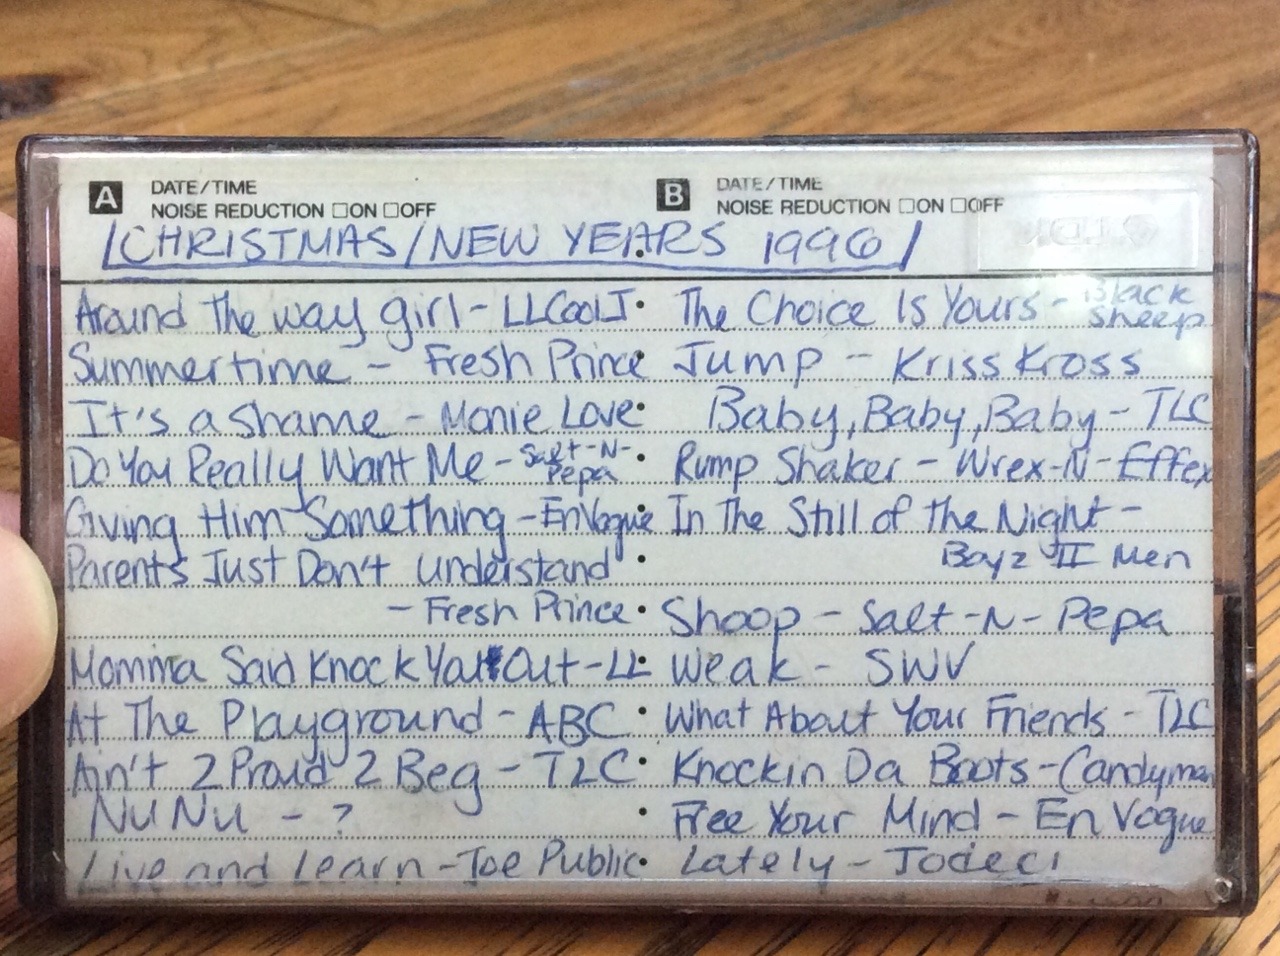 A DATE/TIME
NOISE REDUCTION □ON □OFF
B DATE/TIME
NOISE REDUCTION □ON □OFF
/CHRISTMAS/NEW YEARS 1996/
Around The way girl - LLCoolJ
Summertime - Fresh Prince
It's a shame - Monie Love
Do You Really Want Me - Salt-N-
Pepa
Giving Him Something - EnVogue
Parents Just Don't understand
- Fresh Prince
Momma Said Knock You Out - LL
At The Playground - ABC
Ain't 2 Proud 2 Beg - TLC
Nu Nu - ?
Live and Learn - Joe Public
The Choice Is Yours - Black
Sheep
Jump - Kriss Kross
Baby, Baby, Baby - TLC
Rump Shaker - Wrex-N-Effex
In The Still of the Night -
Boyz II Men
Shoop - Salt-N-Pepa
Weak - SWV
What About Your Friends - TLC
Knockin Da Boots - Candyman
Free Your Mind - En Vogue
Lately - Jodeci